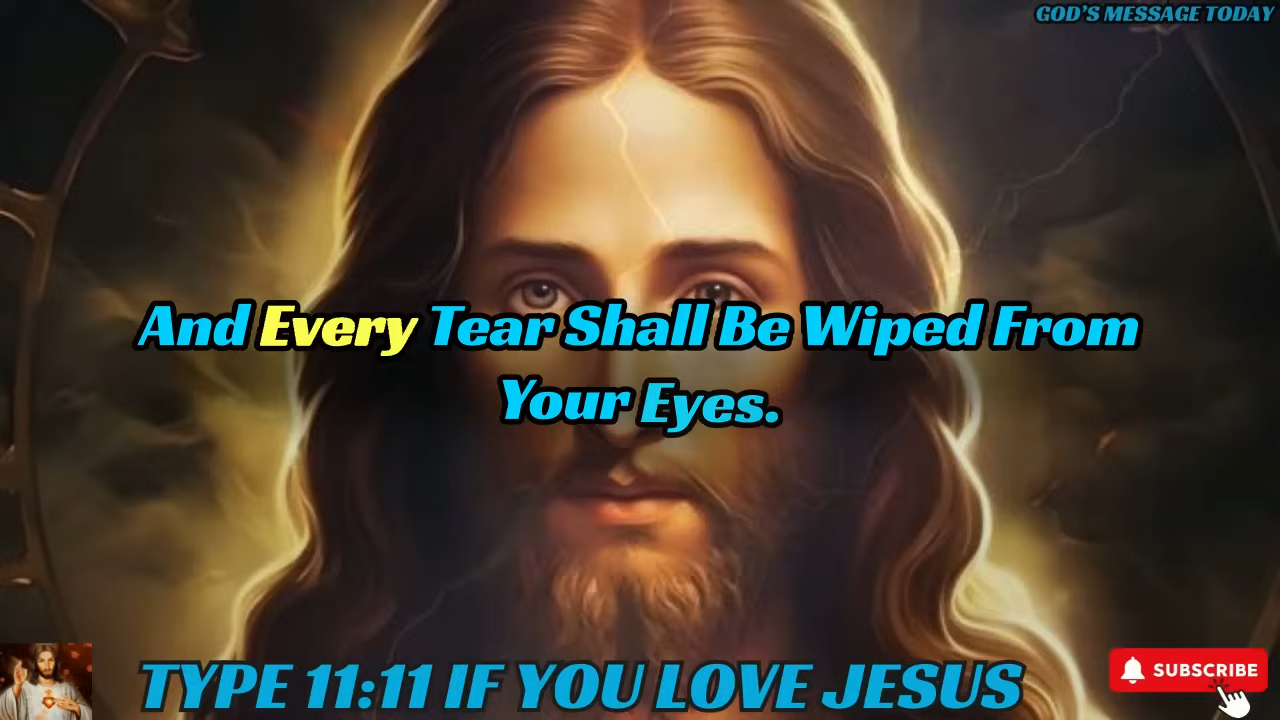 GOD'S MESSAGE TODAY
And Every Tear Shall Be Wiped From
Your Eyes.
TYPE 11:11 IF YOU LOVE JESUS
SUBSCRIBE